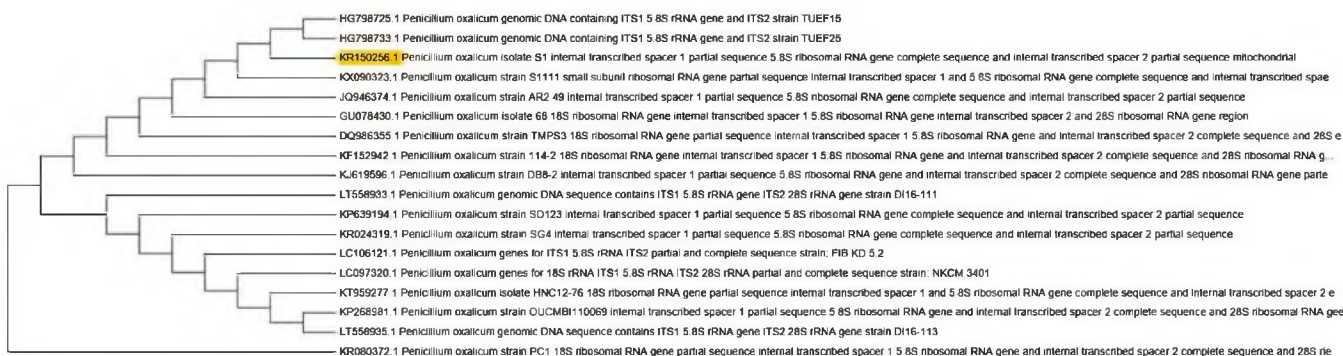 HG798725.1 Penicillium oxalicum genomic DNA containing ITS1 5.8S rRNA gene and ITS2 strain TUEF15
HG798733.1 Penicillium oxalicum genomic DNA containing ITS1 5.8S rRNA gene and ITS2 strain TUEF25
KR150256.1 Penicillium oxalicum isolate S1 internal transcribed spacer 1 partial sequence 5.8S ribosomal RNA gene complete sequence and internal transcribed spacer 2 partial sequence mitochondrial
KX090323.1 Penicillium oxalicum strain S1111 small subunit ribosomal RNA gene partial sequence internal transcribed spacer 1 and 5.8S ribosomal RNA gene complete sequence and internal transcribed spae
JQ946374.1 Penicillium oxalicum strain AR2 49 internal transcribed spacer 1 partial sequence 5.8S ribosomal RNA gene complete sequence and internal transcribed spacer 2 partial sequence
GU078430.1 Penicillium oxalicum isolate 68 18S ribosomal RNA gene internal transcribed spacer 1 5.8S ribosomal RNA gene internal transcribed spacer 2 and 28S ribosomal RNA gene region
DQ986355.1 Penicillium oxalicum strain TMPS3 18S ribosomal RNA gene partial sequence internal transcribed spacer 1 5.8S ribosomal RNA gene and internal transcribed spacer 2 complete sequence and 28S e
KF152942.1 Penicillium oxalicum strain 114-2 18S ribosomal RNA gene internal transcribed spacer 1 5.8S ribosomal RNA gene and internal transcribed spacer 2 complete sequence and 28S ribosomal RNA g...
KJ619596.1 Penicillium oxalicum strain DB8-2 internal transcribed spacer 1 partial sequence 5.8S ribosomal RNA gene and internal transcribed spacer 2 complete sequence and 28S ribosomal RNA gene parte
LT558933.1 Penicillium oxalicum genomic DNA sequence contains ITS1 5.8S rRNA gene ITS2 28S rRNA gene strain DI16-111
KP639194.1 Penicillium oxalicum strain SD123 internal transcribed spacer 1 partial sequence 5.8S ribosomal RNA gene complete sequence and internal transcribed spacer 2 partial sequence
KR024319.1 Penicillium oxalicum strain SG4 internal transcribed spacer 1 partial sequence 5.8S ribosomal RNA gene complete sequence and internal transcribed spacer 2 partial sequence
LC106121.1 Penicillium oxalicum genes for ITS1 5.8S rRNA ITS2 partial and complete sequence strain: FIB KD 5.2
LC097320.1 Penicillium oxalicum genes for 18S rRNA ITS1 5.8S rRNA ITS2 28S rRNA partial and complete sequence strain: NKCM 3401
KT959277.1 Penicillium oxalicum isolate HNC12-76 18S ribosomal RNA gene partial sequence internal transcribed spacer 1 and 5.8S ribosomal RNA gene complete sequence and internal transcribed spacer 2 e
KP268981.1 Penicillium oxalicum strain OUCMBI110069 internal transcribed spacer 1 partial sequence 5.8S ribosomal RNA gene and internal transcribed spacer 2 complete sequence and 28S ribosomal RNA gee
LT558935.1 Penicillium oxalicum genomic DNA sequence contains ITS1 5.8S rRNA gene ITS2 28S rRNA gene strain DI16-113
KR080372.1 Penicillium oxalicum strain PC1 18S ribosomal RNA gene partial sequence internal transcribed spacer 1 5.8S ribosomal RNA gene and internal transcribed spacer 2 complete sequence and 28S rie